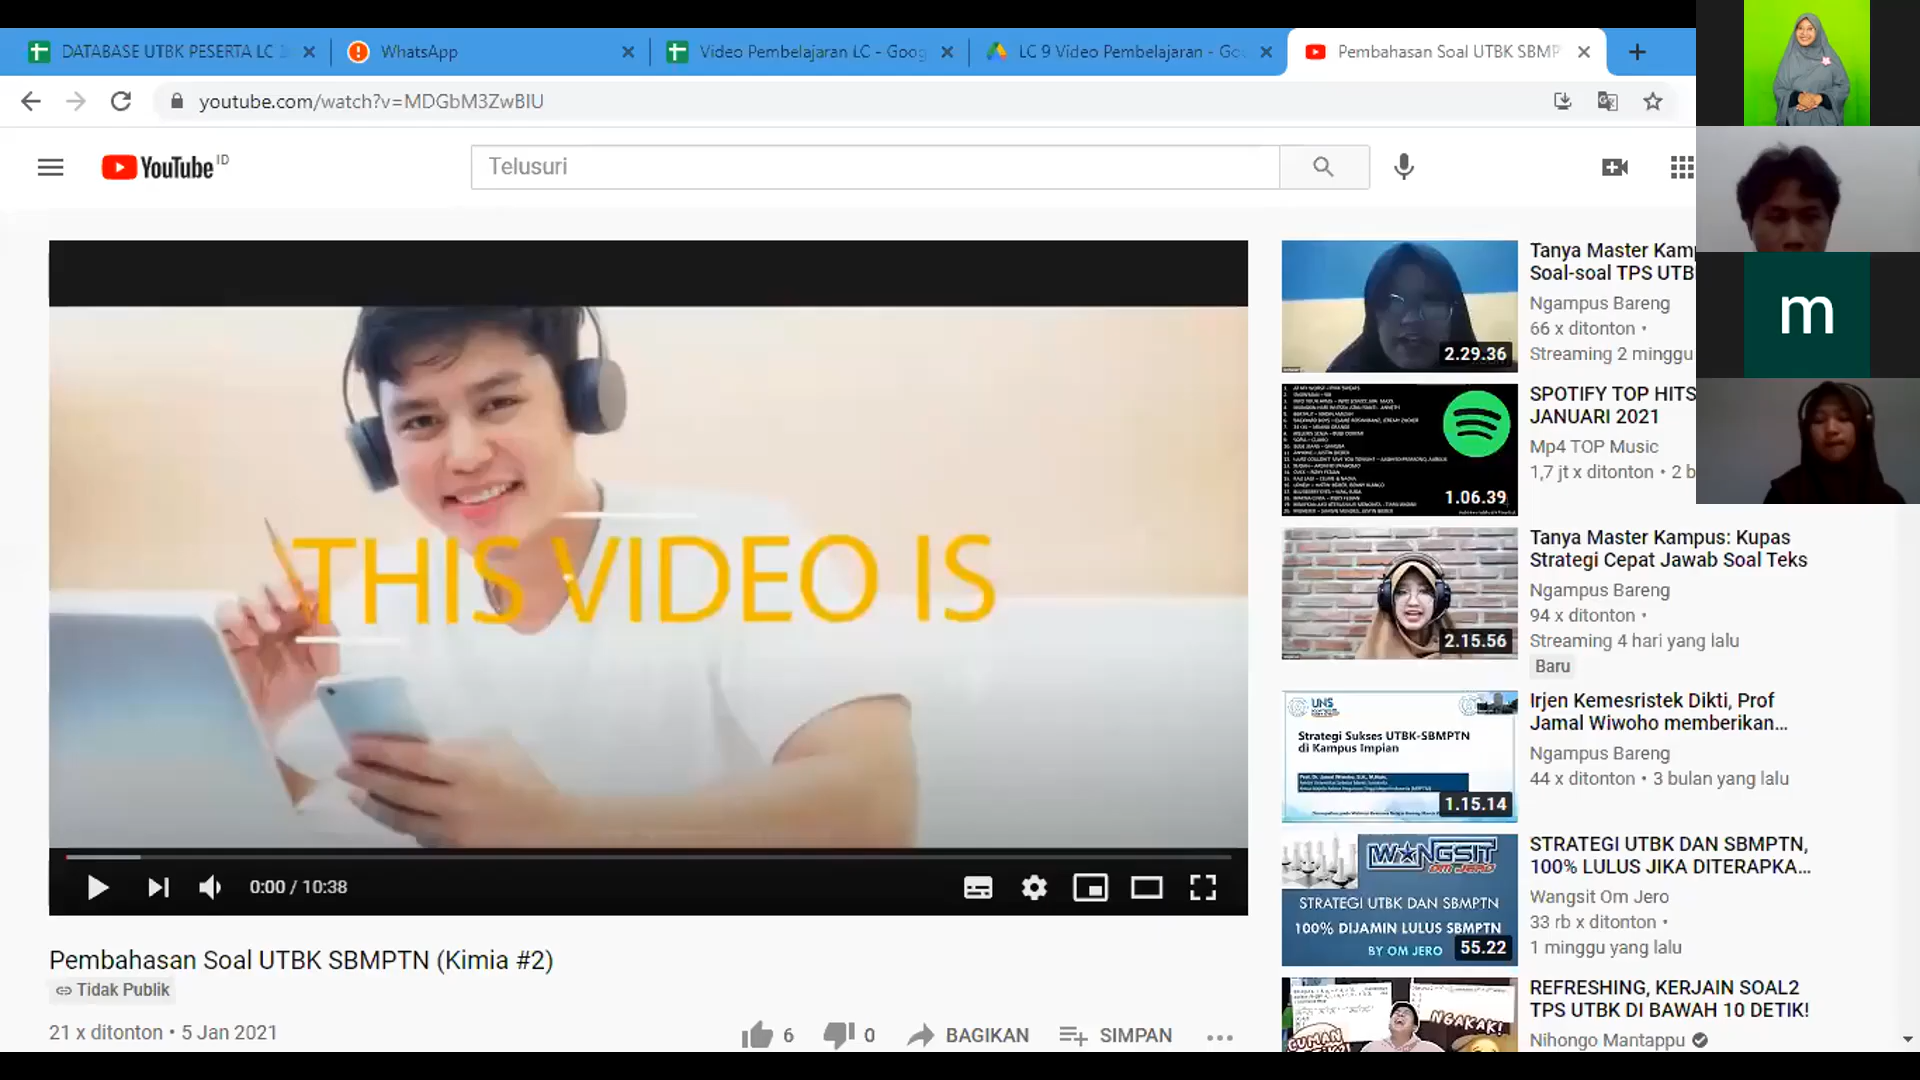 DATABASE UTBK PESERTA LC
WhatsApp
Video Pembelajaran LC - Goog
LC 9 Video Pembelajaran - Goo
Pembahasan Soal UTBK SBMP
youtube.com/watch?v=MDGbM3ZwBIU
YouTube ID
Telusuri
THIS VIDEO IS
0:00 / 10:38
Pembahasan Soal UTBK SBMPTN (Kimia #2)
Tidak Publik
21 x ditonton • 5 Jan 2021
6
0
BAGIKAN
SIMPAN
2.29.36
Tanya Master Kam
Soal-soal TPS UTB
Ngampus Bareng
66 x ditonton •
Streaming 2 minggu
1.06.39
SPOTIFY TOP HITS
JANUARI 2021
Mp4 TOP Music
1,7 jt x ditonton • 2 b
2.15.56
Tanya Master Kampus: Kupas
Strategi Cepat Jawab Soal Teks
Ngampus Bareng
94 x ditonton •
Streaming 4 hari yang lalu
Baru
UNS
Strategi Sukses UTBK-SBMPTN
di Kampus Impian
1.15.14
Irjen Kemesristek Dikti, Prof
Jamal Wiwoho memberikan...
Ngampus Bareng
44 x ditonton • 3 bulan yang lalu
WANGSIT
OM JERO
STRATEGI UTBK DAN SBMPTN
100% DIJAMIN LULUS SBMPTN
BY OM JERO
55.22
STRATEGI UTBK DAN SBMPTN,
100% LULUS JIKA DITERAPKA...
Wangsit Om Jero
33 rb x ditonton •
1 minggu yang lalu
CUMAN
NGAKAK!
REFRESHING, KERJAIN SOAL2
TPS UTBK DI BAWAH 10 DETIK!
Nihongo Mantappu
m